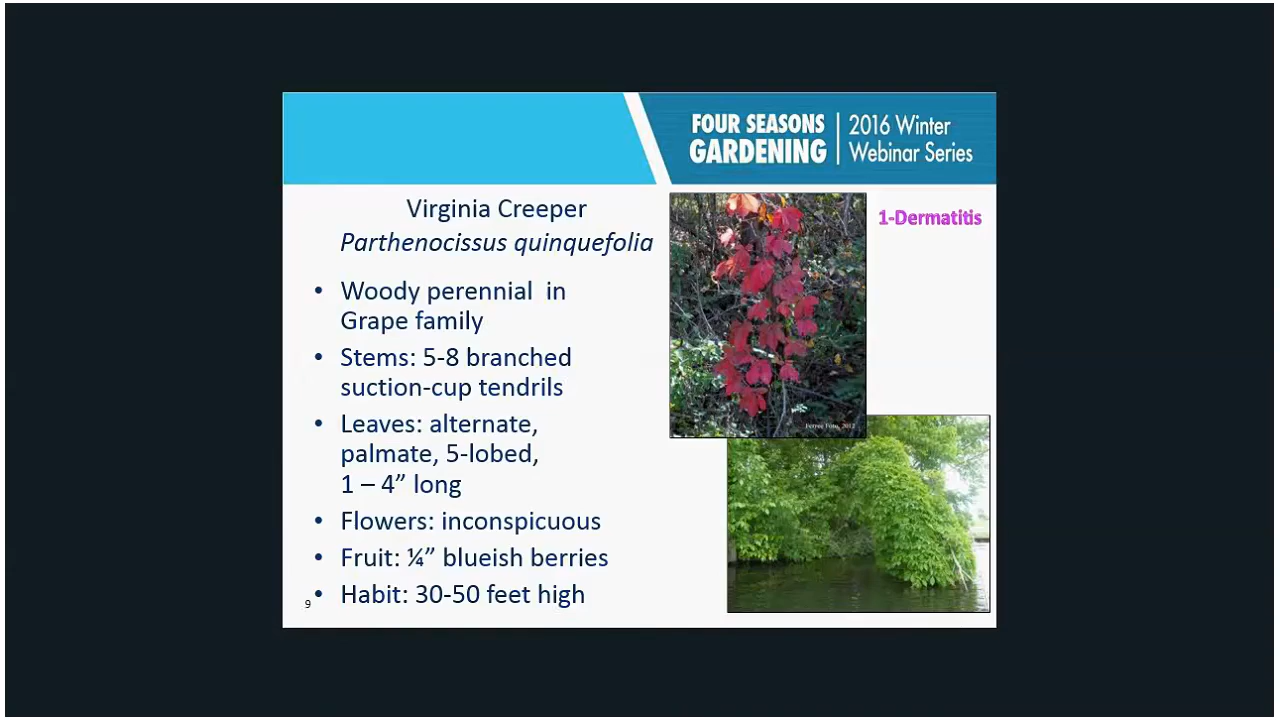 FOUR SEASONS
GARDENING
2016 Winter
Webinar Series
Virginia Creeper
Parthenocissus quinquefolia
• Woody perennial in
Grape family
• Stems: 5-8 branched
suction-cup tendrils
• Leaves: alternate,
palmate, 5-lobed,
1 – 4” long
• Flowers: inconspicuous
• Fruit: ¼” blueish berries
• Habit: 30-50 feet high
9
1-Dermatitis